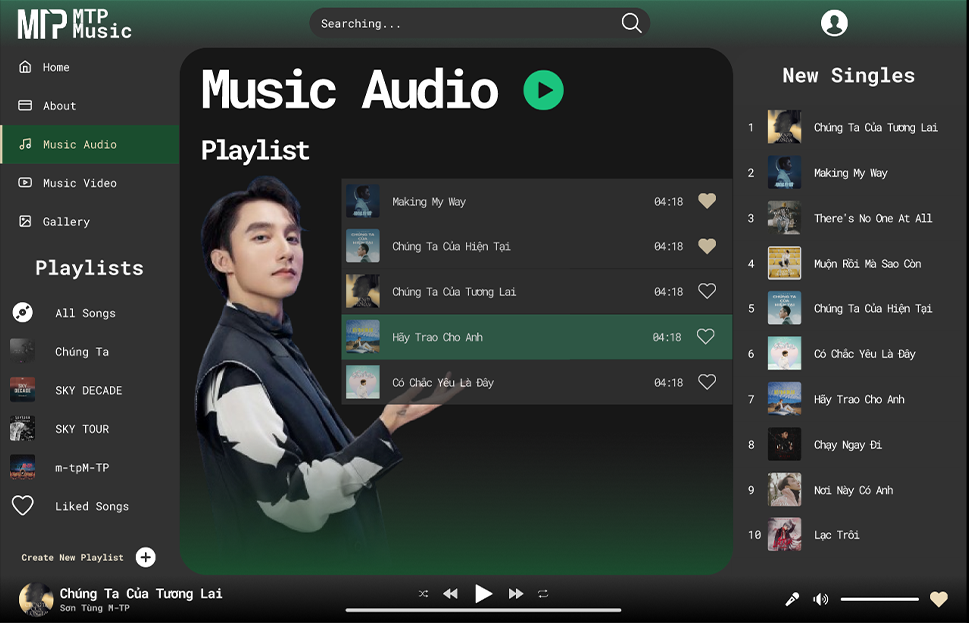 MTP
MTP
Music
Searching...
Home
About
Music Audio
Music Video
Gallery
Playlists
All Songs
Chúng Ta
SKY DECADE
SKY TOUR
m-tpM-TP
Liked Songs
Create New Playlist
Music Audio
Playlist
Making My Way 04:18
Chúng Ta Của Hiện Tại 04:18
Chúng Ta Của Tương Lai 04:18
Hãy Trao Cho Anh 04:18
Có Chắc Yêu Là Đây 04:18
New Singles
1 Chúng Ta Của Tương Lai
2 Making My Way
3 There's No One At All
4 Muộn Rồi Mà Sao Còn
5 Chúng Ta Của Hiện Tại
6 Có Chắc Yêu Là Đây
7 Hãy Trao Cho Anh
8 Chạy Ngay Đi
9 Nơi Này Có Anh
10 Lạc Trôi
Chúng Ta Của Tương Lai
Sơn Tùng M-TP